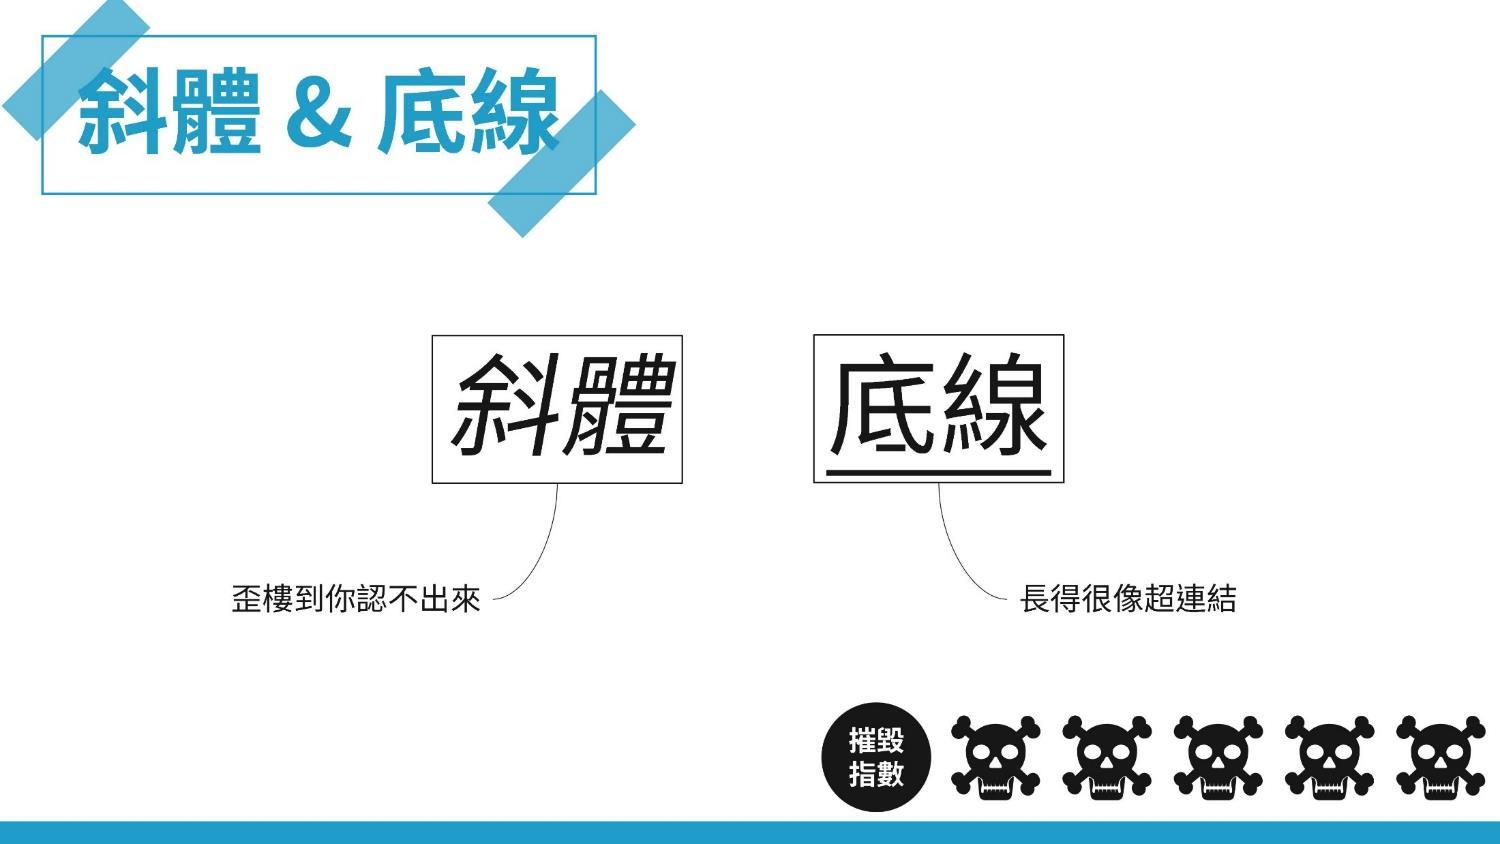 斜體 & 底線
斜體
底線
歪樓到你認不出來
長得很像超連結
摧毀
指數